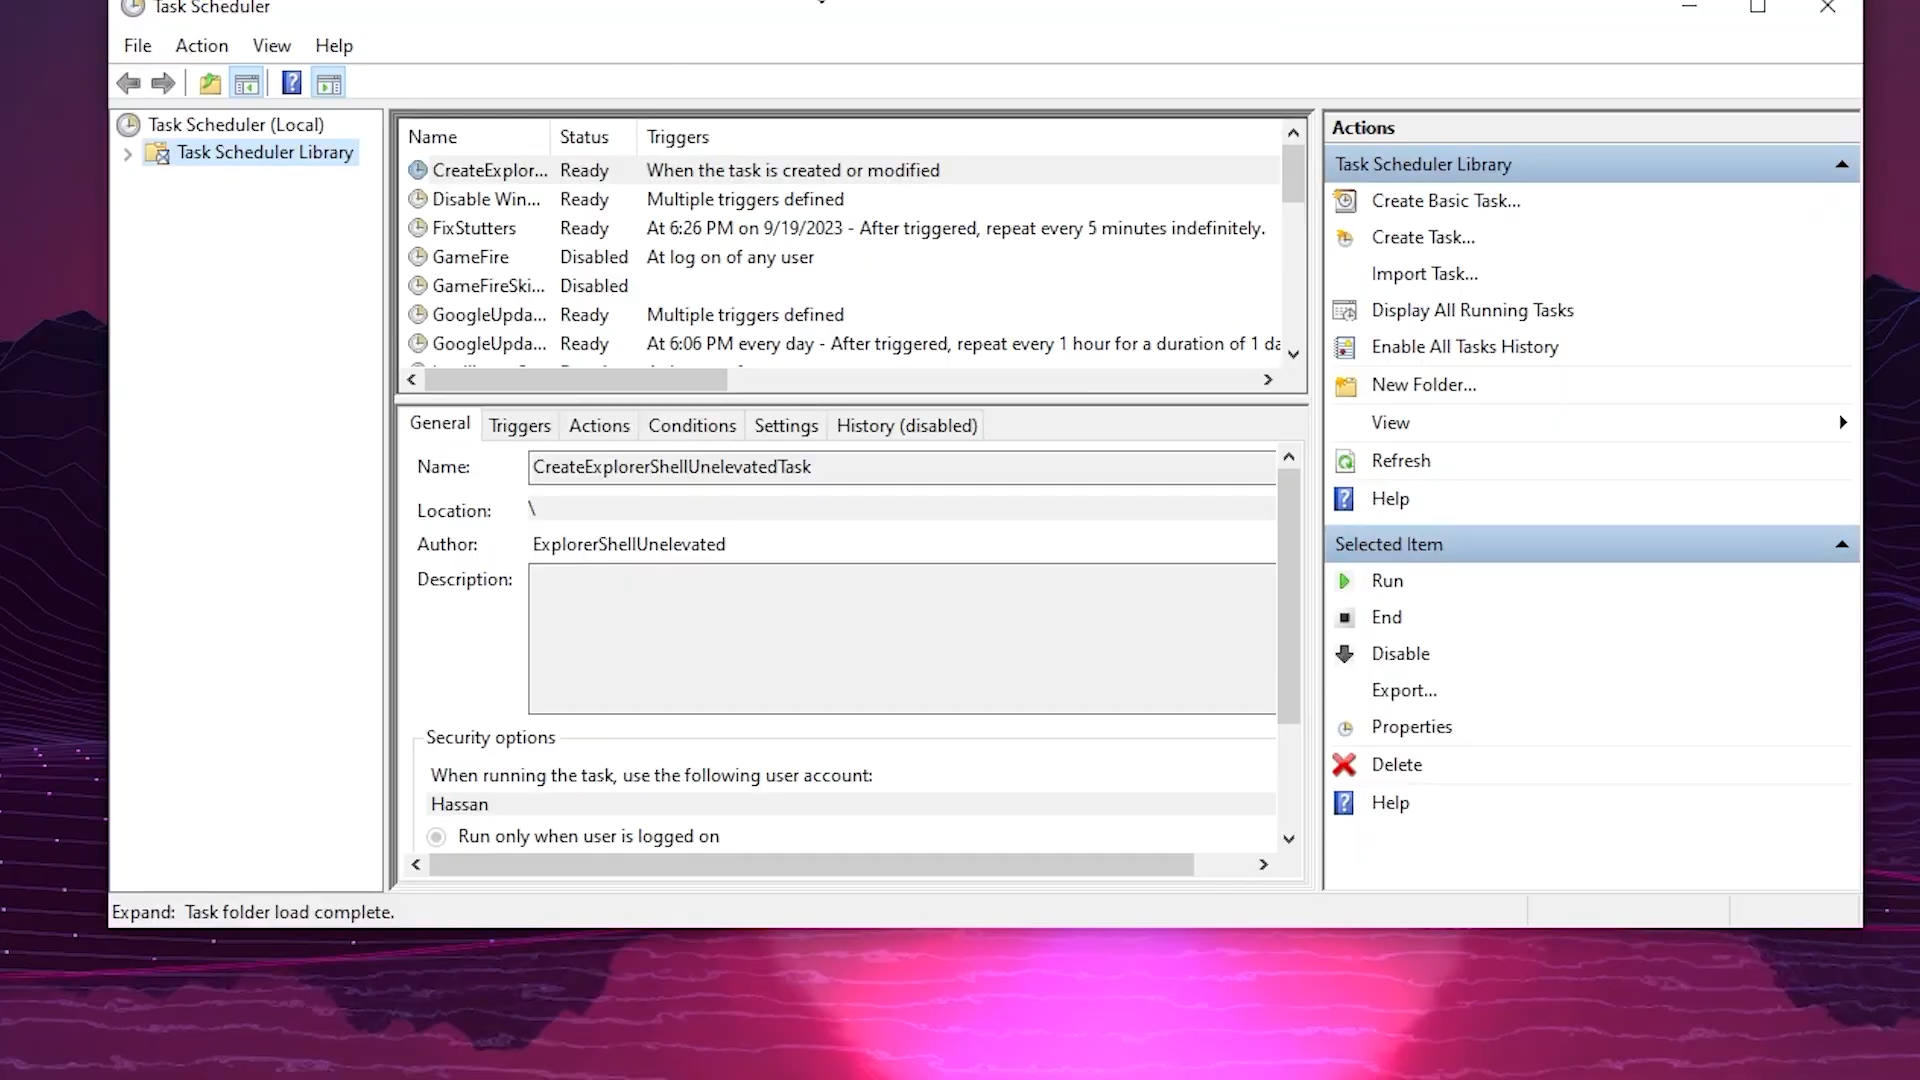 Task Scheduler
File Action View Help
Task Scheduler (Local)
Task Scheduler Library
Name Status Triggers
CreateExplor... Ready When the task is created or modified
Disable Win... Ready Multiple triggers defined
FixStutters Ready At 6:26 PM on 9/19/2023 - After triggered, repeat every 5 minutes indefinitely.
GameFire Disabled At log on of any user
GameFireSki... Disabled
GoogleUpda... Ready Multiple triggers defined
GoogleUpda... Ready At 6:06 PM every day - After triggered, repeat every 1 hour for a duration of 1 da
General Triggers Actions Conditions Settings History (disabled)
Name: CreateExplorerShellUnelevatedTask
Location: \
Author: ExplorerShellUnelevated
Description:
Security options
When running the task, use the following user account:
Hassan
Run only when user is logged on
Actions
Task Scheduler Library
Create Basic Task...
Create Task...
Import Task...
Display All Running Tasks
Enable All Tasks History
New Folder...
View
Refresh
Help
Selected Item
Run
End
Disable
Export...
Properties
Delete
Help
Expand: Task folder load complete.